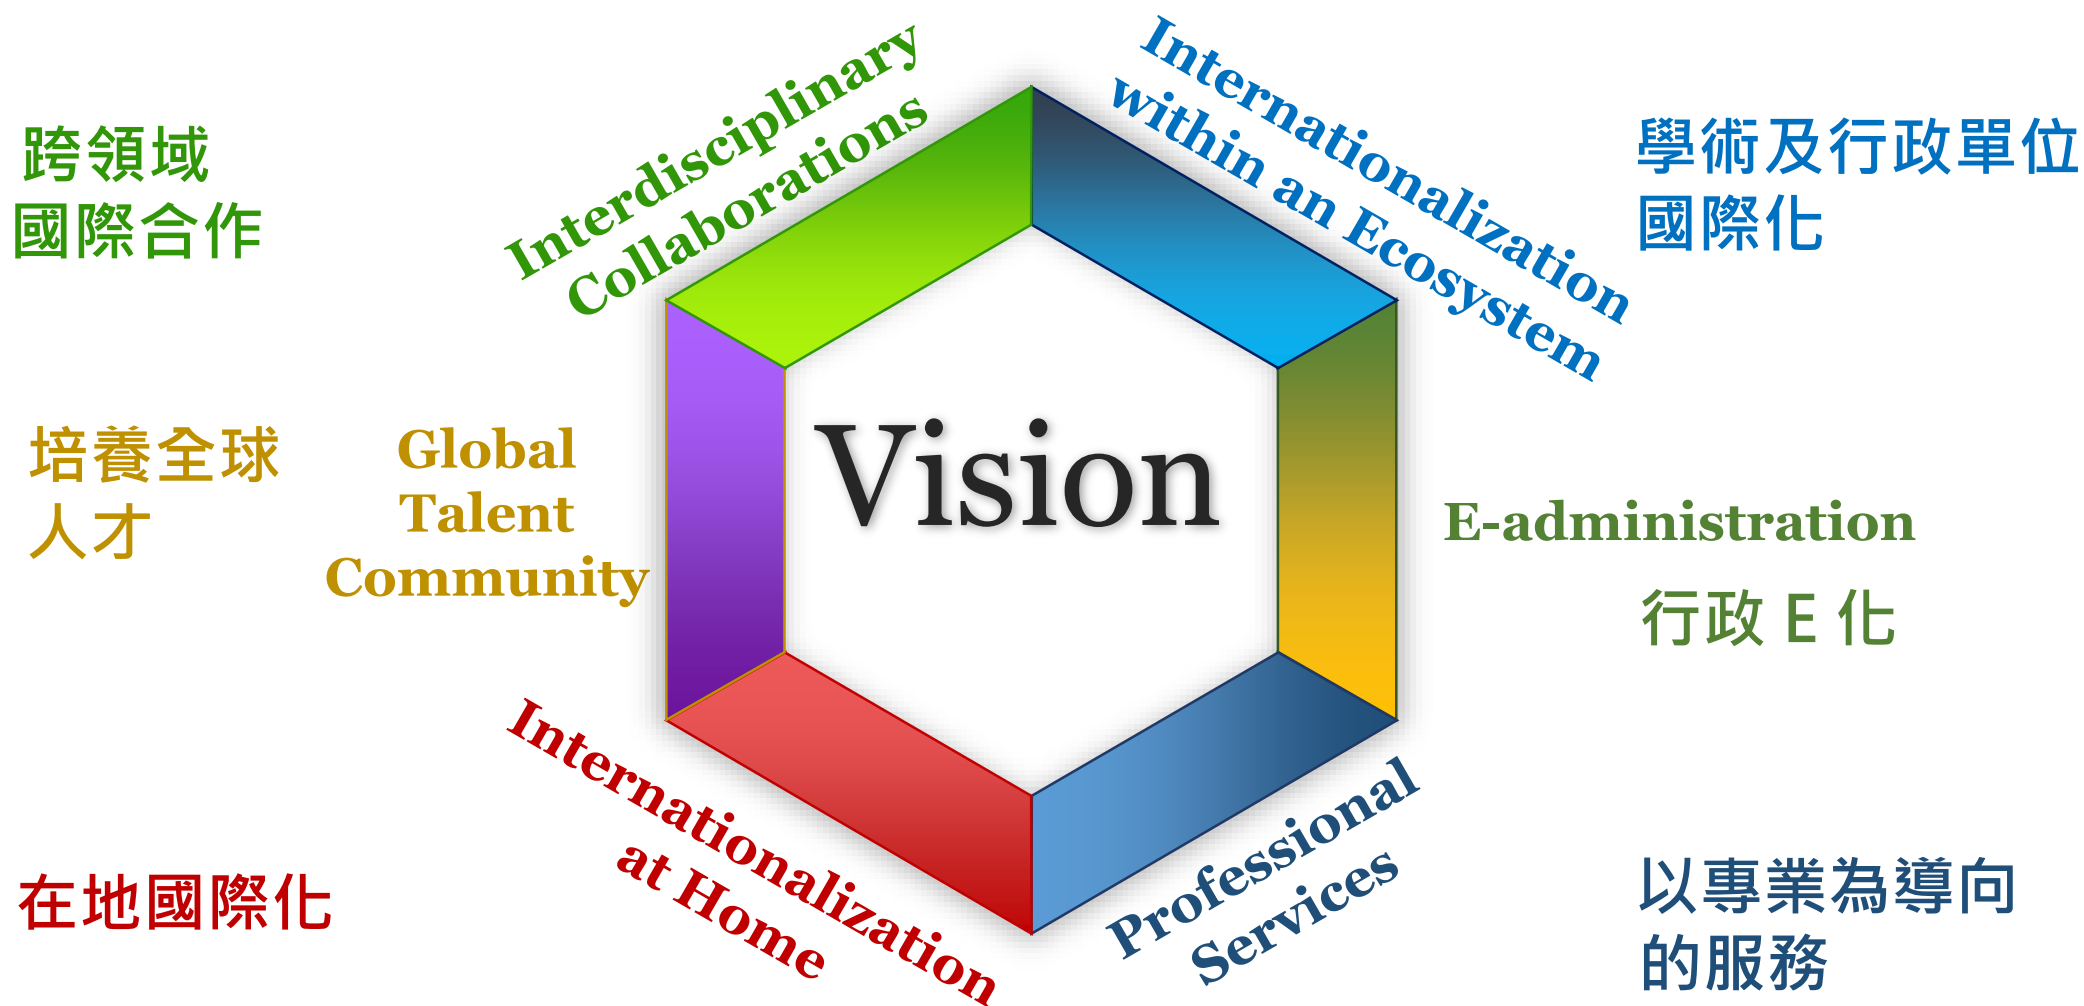 Interdisciplinary
Collaborations
Internationalization
within an Ecosystem
跨領域
國際合作
學術及行政單位
國際化
Vision
培養全球
人才
Global
Talent
Community
E-administration
行政 E 化
Internationalization
at Home
Professional
Services
在地國際化
以專業為導向
的服務